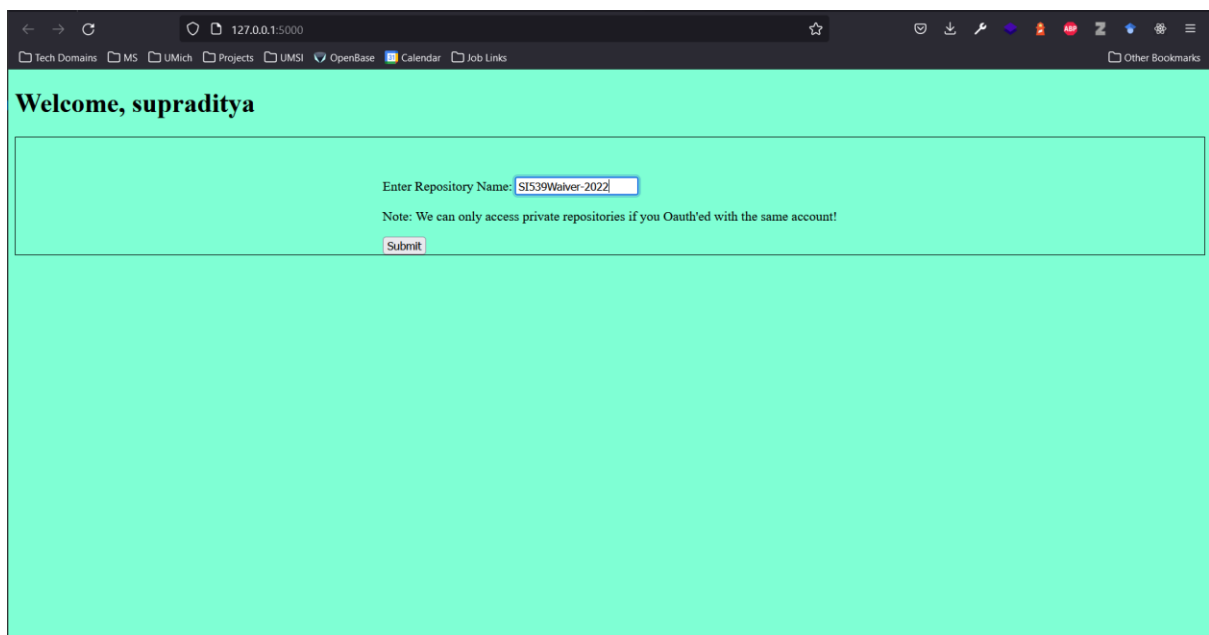 127.0.0.1:5000
ABP
Z
Tech Domains MS UMich Projects UMSI OpenBase Calendar Job Links Other Bookmarks
Welcome, supraditya
Enter Repository Name: SI539Waiver-2022
Note: We can only access private repositories if you Oauth'ed with the same account!
Submit